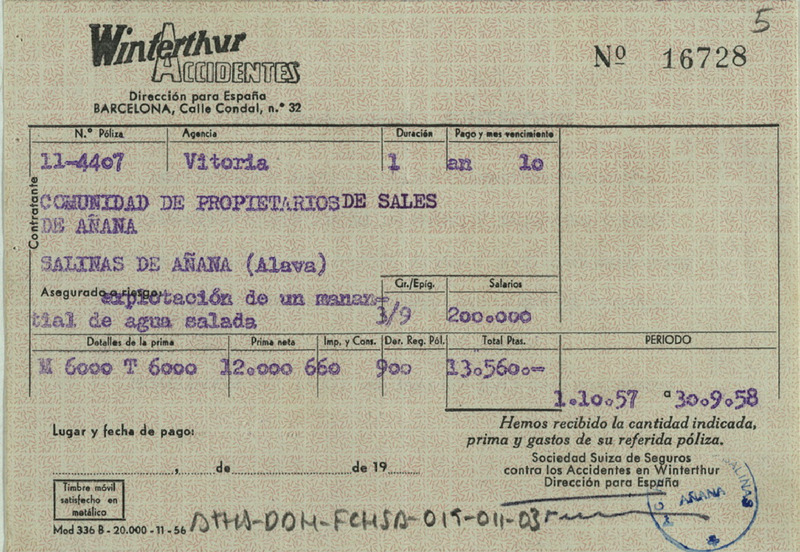 5
Winterthur
ACCIDENTES
Nº 16728
Dirección para España
BARCELONA, Calle Condal, n.º 32
N.º Póliza Agencia Duración Pago y mes vencimiento
11-4407 Vitoria 1 an 10
Contratante
COMUNIDAD DE PROPIETARIOS DE SALES
DE AÑANA
SALINAS DE AÑANA (Alava)
Asegurado o riesgo: Cir./Epíg. Salarios
explotación de un manan-
tial de agua salada 3/9 200.000
Detalles de la prima Prima neta Imp. y Cons. Der. Reg. Pól. Total Ptas. PERIODO
M 6000 T 6000 12.000 660 900 13.560.-
1.10.57 a 30.9.58
Hemos recibido la cantidad indicada,
prima y gastos de su referida póliza.
Lugar y fecha de pago:
Sociedad Suiza de Seguros
contra los Accidentes en Winterthur
Dirección para España
, de de 19
Timbre móvil
satisfecho en
metálico
SALINAS
AÑANA
Mod 336 B - 20.000 - 11 - 56
ATHA-DOH-FCHSA-015-011-035